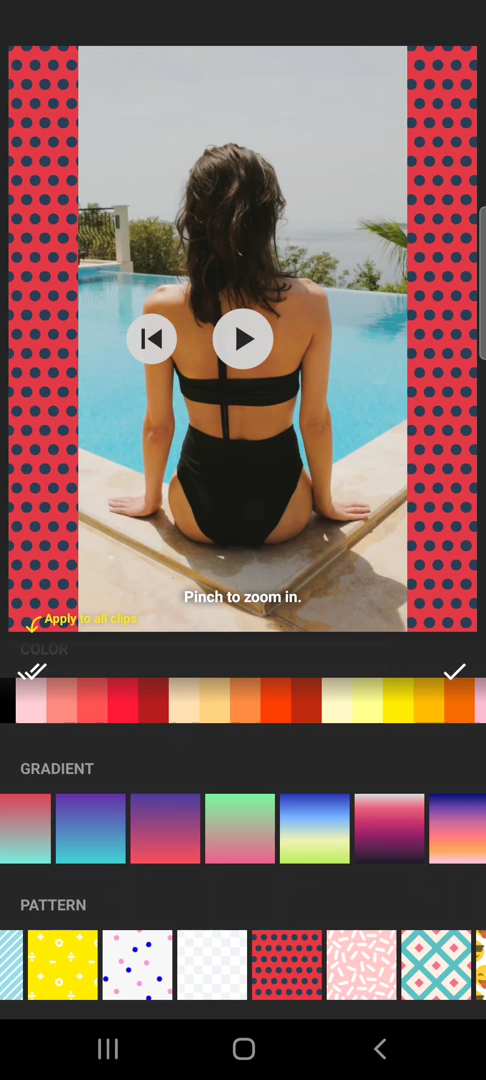 Pinch to zoom in.
Apply to all clips
COLOR
GRADIENT
PATTERN